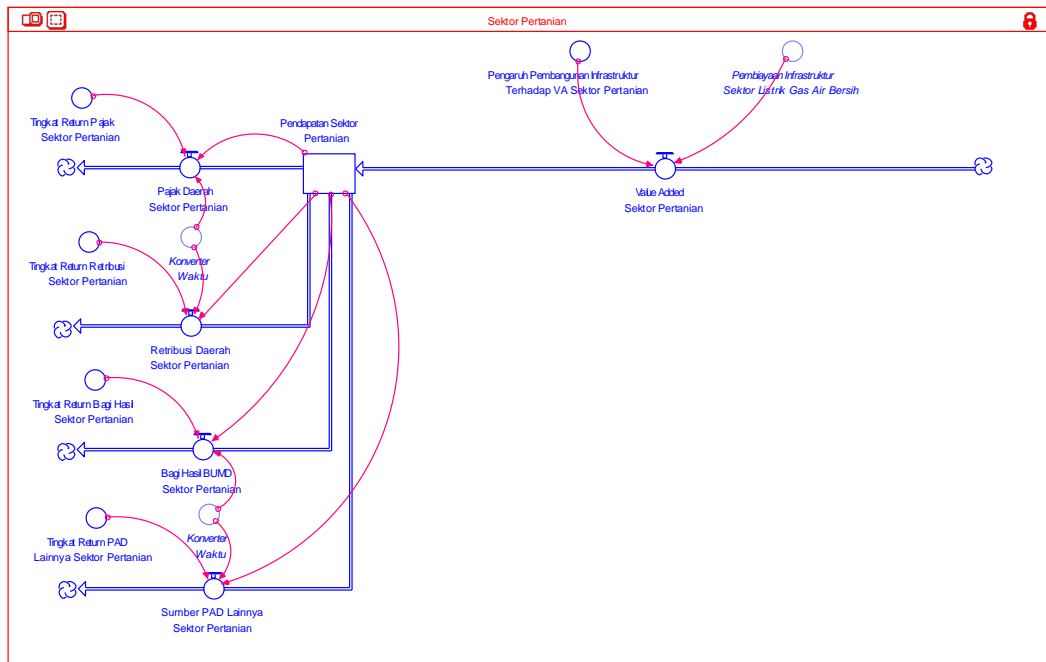 Sektor Pertanian
Pengaruh Pembangunan Infrastruktur
Terhadap VA Sektor Pertanian
Pembiayaan Infrastruktur
Sektor Listrik Gas Air Bersih
Tingkat Return Pajak
Sektor Pertanian
Pendapatan Sektor
Pertanian
Pajak Daerah
Sektor Pertanian
Value Added
Sektor Pertanian
Konverter
Waktu
Tingkat Return Retribusi
Sektor Pertanian
Retribusi Daerah
Sektor Pertanian
Tingkat Return Bagi Hasil
Sektor Pertanian
Bagi Hasil BUMD
Sektor Pertanian
Konverter
Waktu
Tingkat Return PAD
Lainnya Sektor Pertanian
Sumber PAD Lainnya
Sektor Pertanian